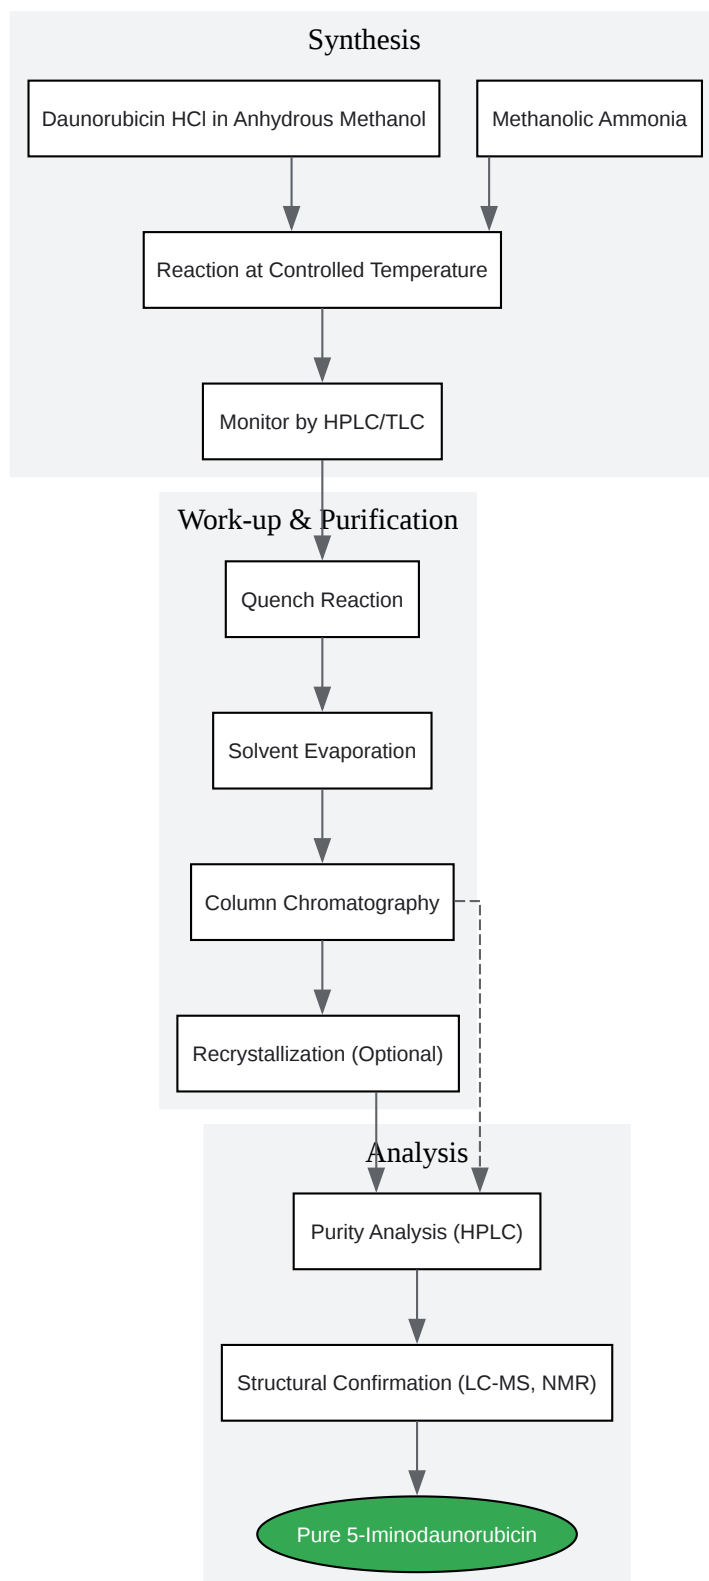 Synthesis
Daunorubicin HCl in Anhydrous Methanol
Methanolic Ammonia
Reaction at Controlled Temperature
Monitor by HPLC/TLC
Work-up & Purification
Quench Reaction
Solvent Evaporation
Column Chromatography
Recrystallization (Optional)
Analysis
Purity Analysis (HPLC)
Structural Confirmation (LC-MS, NMR)
Pure 5-Iminodaunorubicin